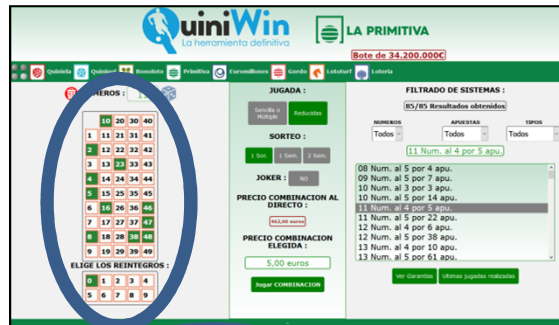 QuiniWin
La herramienta definitiva
LA PRIMITIVA
Bote de 34.200.000€
Quiniela Quinigol Bonoloto Primitiva Euromillones Gordo Lototurf Loteria
NUMEROS :
10 20 30 40
1 11 21 31 41
2 12 22 32 42
3 13 23 33 43
4 14 24 34 44
5 15 25 35 45
6 16 26 36 46
7 17 27 37 47
8 18 28 38 48
9 19 29 39 49
ELIGE LOS REINTEGROS :
0 1 2 3 4
5 6 7 8 9
JUGADA :
Sencilla o Múltiple
Reducidas
SORTEO :
1 Sor. 1 Sem. 2 Sem.
JOKER : NO
PRECIO COMBINACION AL
DIRECTO :
462,00 euros
PRECIO COMBINACION
ELEGIDA :
5,00 euros
Jugar COMBINACION
FILTRADO DE SISTEMAS :
85/85 Resultados obtenidos
NUMEROS APUESTAS TIPOS
Todos Todos Todos
11 Num. al 4 por 5 apu.
08 Num. al 5 por 4 apu.
09 Num. al 5 por 7 apu.
10 Num. al 3 por 3 apu.
10 Num. al 5 por 14 apu.
11 Num. al 4 por 5 apu.
11 Num. al 5 por 22 apu.
12 Num. al 4 por 6 apu.
12 Num. al 5 por 38 apu.
13 Num. al 4 por 10 apu.
13 Num. al 5 por 61 apu.
Ver Garantias Ultimas jugadas realizadas